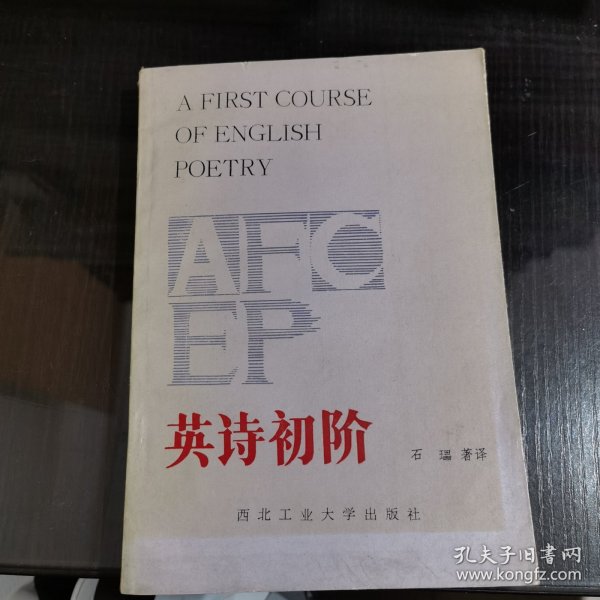 A FIRST COURSE
OF ENGLISH
POETRY
AFC
EP
英诗初阶
石 瑞 著译
西北工业大学出版社
孔夫子旧书网
www.kongfz.com